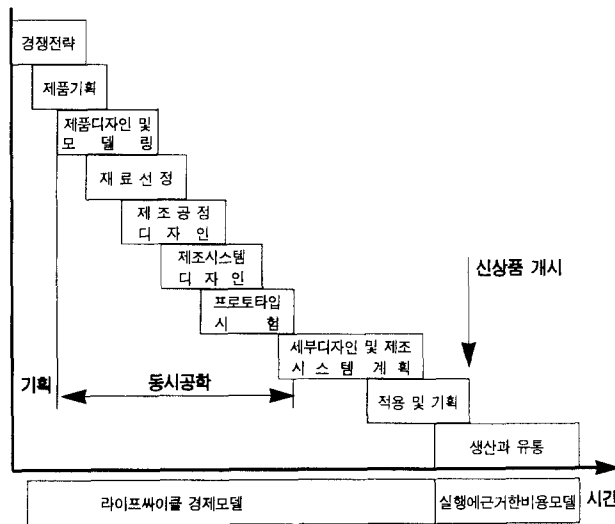 경쟁전략
제품기획
제품디자인 및
모 델 링
재 료 선 정
제 조 공 정
디 자 인
제조시스템
디 자 인
프로토타입
시 험
신상품 개시
세부디자인 및 제조
시 스 템 계 획
기획
동시공학
적용 및 기획
생산과 유통
라이프싸이클 경제모델
실행에근거한비용모델
시간